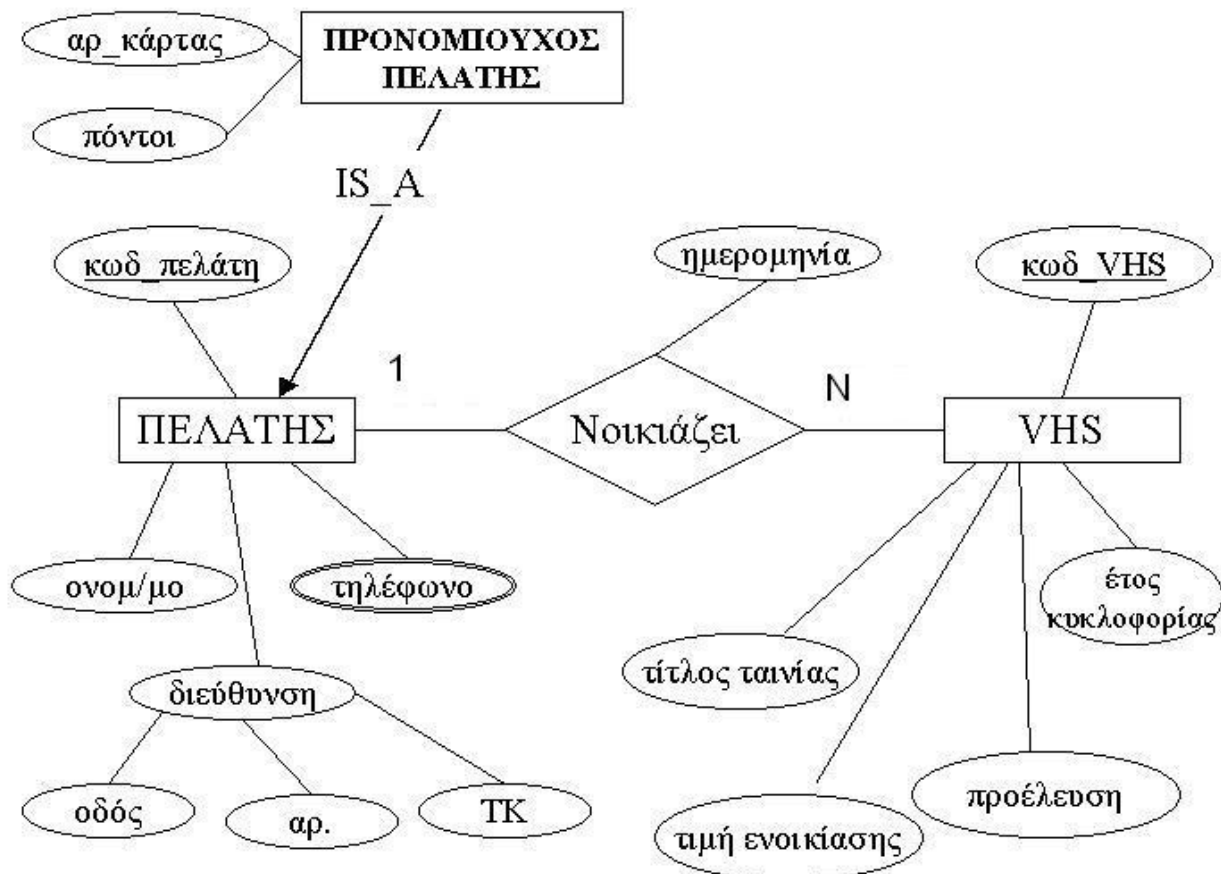 αρ_κάρτας
ΠΡΟΝΟΜΙΟΥΧΟΣ
ΠΕΛΑΤΗΣ
πόντοι
IS_A
κωδ_πελάτη
ημερομηνία
κωδ_VHS
1
N
ΠΕΛΑΤΗΣ
Νοικιάζει
VHS
ονομ/μο
τηλέφωνο
έτος
κυκλοφορίας
τίτλος ταινίας
διεύθυνση
οδός
αρ.
ΤΚ
προέλευση
τιμή ενοικίασης